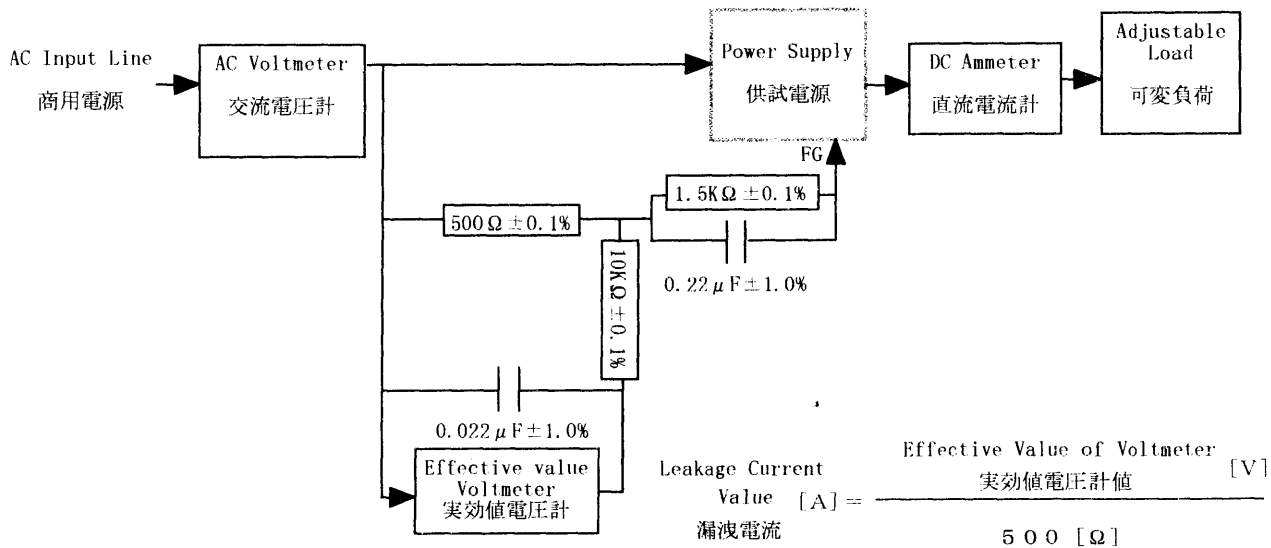 AC Input Line
商用電源
AC Voltmeter
交流電圧計
Power Supply
供試電源
DC Ammeter
直流電流計
Adjustable
Load
可変負荷
FG
1.5KΩ±0.1%
500Ω±0.1%
0.22μF±1.0%
10KΩ±0.1%
0.022μF±1.0%
Effective value
Voltmeter
実効値電圧計
Leakage Current
Value [A]=
漏洩電流
Effective Value of Voltmeter
実効値電圧計値 [V]
500 [Ω]